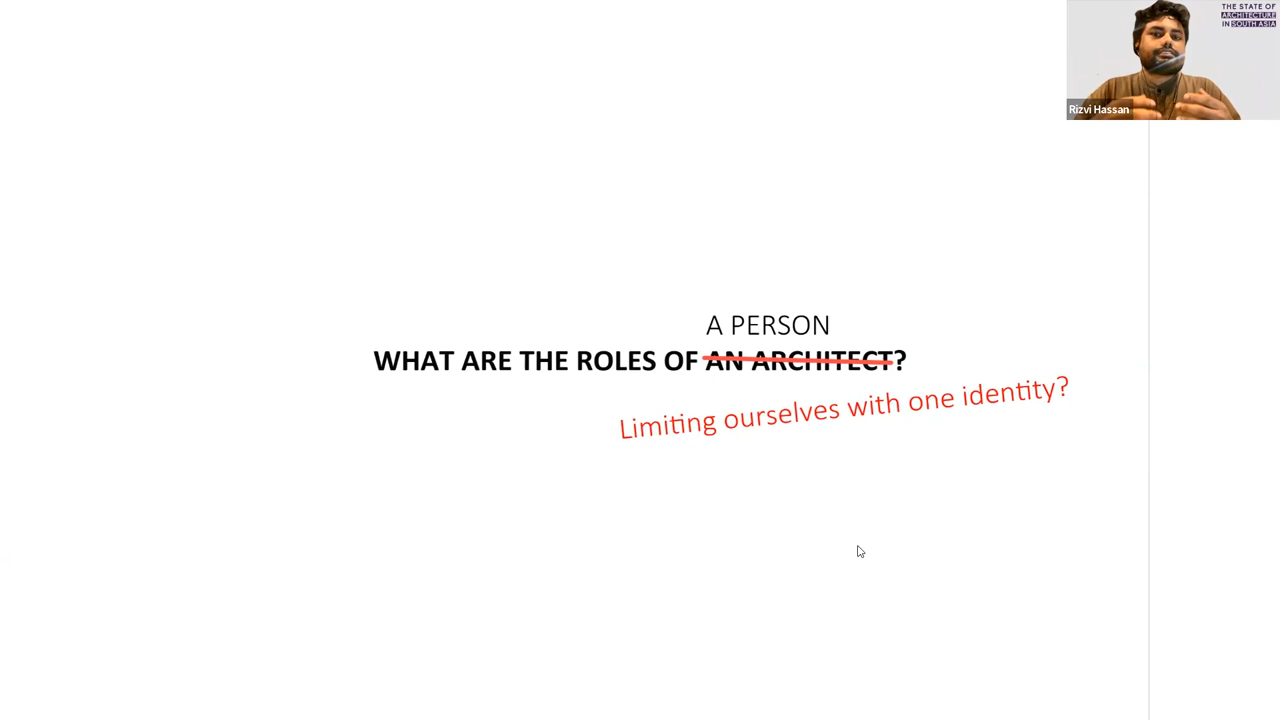 THE STATE OF
ARCHITECTURE
IN SOUTH ASIA
Rizvi Hassan
A PERSON
WHAT ARE THE ROLES OF AN ARCHITECT?
Limiting ourselves with one identity?